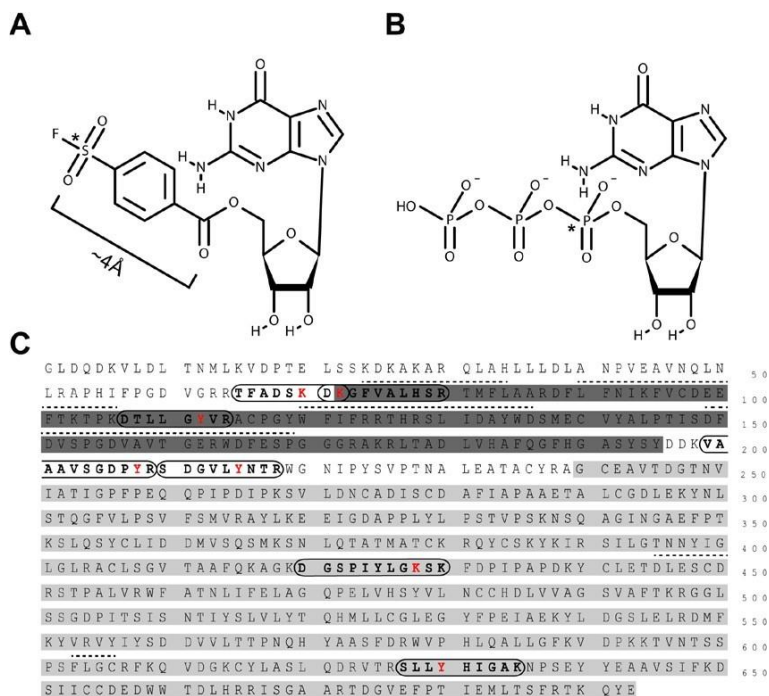 A
B
O
N
H
N
F
*
S
O
O
N
H
H
N
N
O
O
O
~4Å
O
H
O
H
O
N
H
N
N
H
H
N
N
HO
P
O
O⁻
O
P
O
O⁻
O
P
*
O
O⁻
O
O
O
H
O
H
C
GLDQDKVLDL TNMLKVDPTE LSSKDKAKAR QLAHLLLDLA NPVEAVNQLN 50
LRAPHIFPGD VGRRTFADSK DKGFVALHSR TMFLAARDFL NIKFVCDEE 100
FTKTPKDTLL GYVRACPGYW FIFRRTHRSL IDAYWDSMEC VYALPTISDF 150
DVSPGDVAVT GERWDFESPG GGRAKRLTAD LVHAFQGFHG ASYSYDDKVA 200
AAVSGDPYRS DGVLYNTRWG NIPYSVPTNA LEATACYRAG CEAVTDGTNV 250
IATIGPFPEQ QPIPDIPKSV LDNCADISCD AFIAPAAETA LCGDLEKYNL 300
STQGFVLPSV FSMVRAYLKE EIGDAPPLYL PSTVPSKNSQ AGINGAEFPT 350
KSLQSYCLID DMVSQSMKSN LQTATMATCK RQYCSKYKIR SILGTNNYIG 400
LGLRACLSGV TAAFQKAGKD GSPIYLGKSK FDPIPAPDKY CLETDLESCD 450
RSTPALVRWF ATNLIFELAG QPELVHSYVL NCCHDLVVAG SVAFTKRGGL 500
SSGDPITSIS NTIYSLVLYT QHMLLCGLEG YFPEIAEKYL DGSLELRDMF 550
KYVRVYIYSD DVVLTTPNQH YAASFDRWVP HLQALLGFKV DPKKTVNTSS 600
PSFLGCRFKQ VDGKCYLASL QDRVTRSLLY HIGAKNPSEY YEAAVSIFKD 650
SIICCDEDWW TDLHRRISGA ARTDGVEFPT FEMLTSFRTK QYE